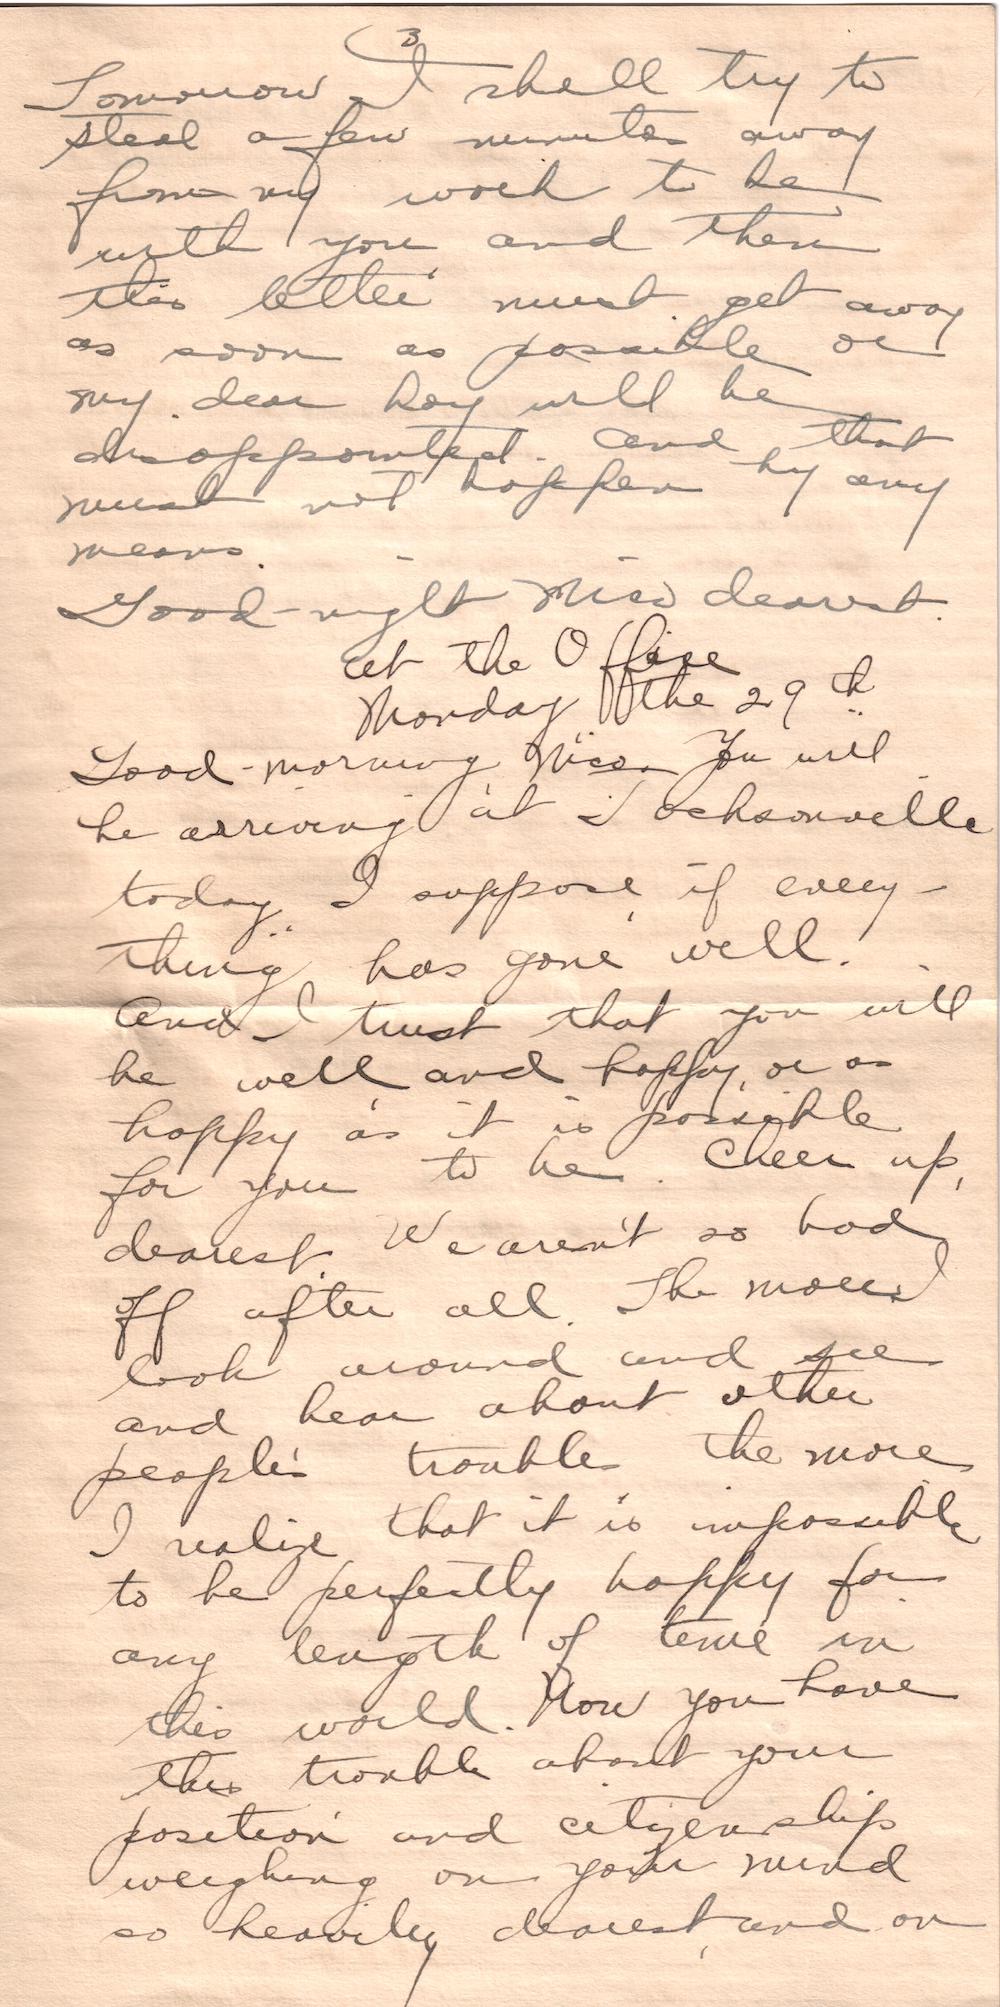 3
Tomorrow I shall try to
steal a few minutes away
from my work to be
with you and then
this letter must get away
as soon as possible or
my dear boy will be
disappointed. and that
must not happen by any
means.
Good-night Nico dearest.
at the Office
Monday the 29th
Good-morning Nico. You will
be arriving at Jacksonville
today, I suppose, if every-
thing has gone well.
And I trust that you will
be well and happy, or as
happy as it is possible
for you to be. Cheer up,
dearest. We aren't so bad
off after all. The more I
look around and see
and hear about other
people's trouble the more
I realize that it is impossible
to be perfectly happy for
any length of time in
this world. Now you have
this trouble about your
position and citizenship
weighing on your mind
so heavily dearest, and on